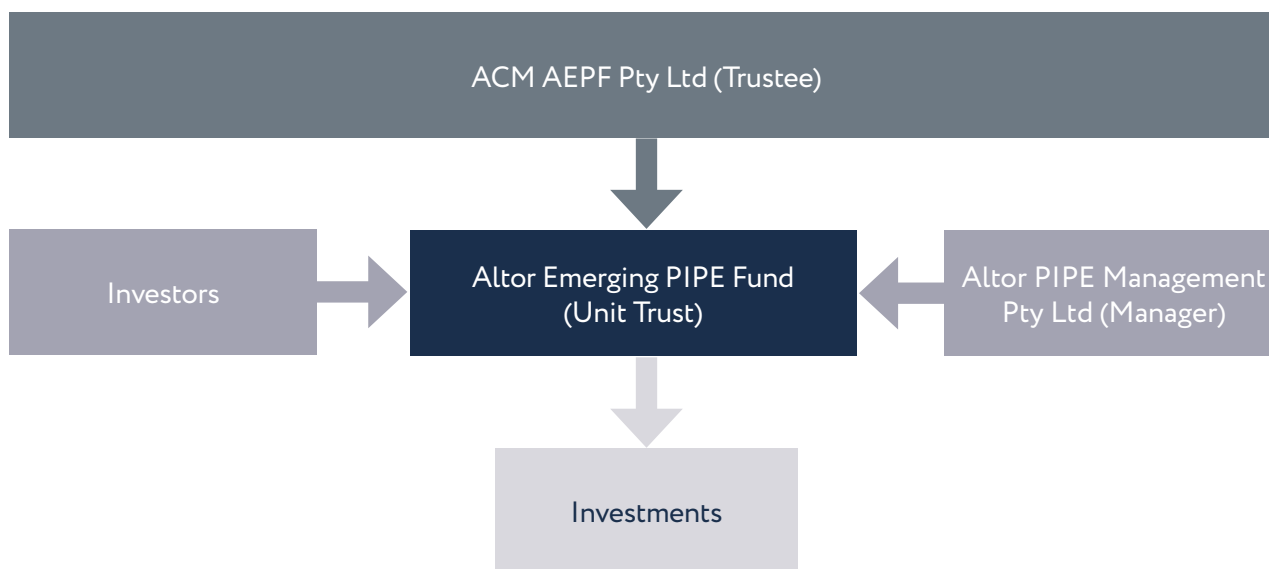 ACM AEPF Pty Ltd (Trustee)
Investors
Altor Emerging PIPE Fund
(Unit Trust)
Altor PIPE Management
Pty Ltd (Manager)
Investments